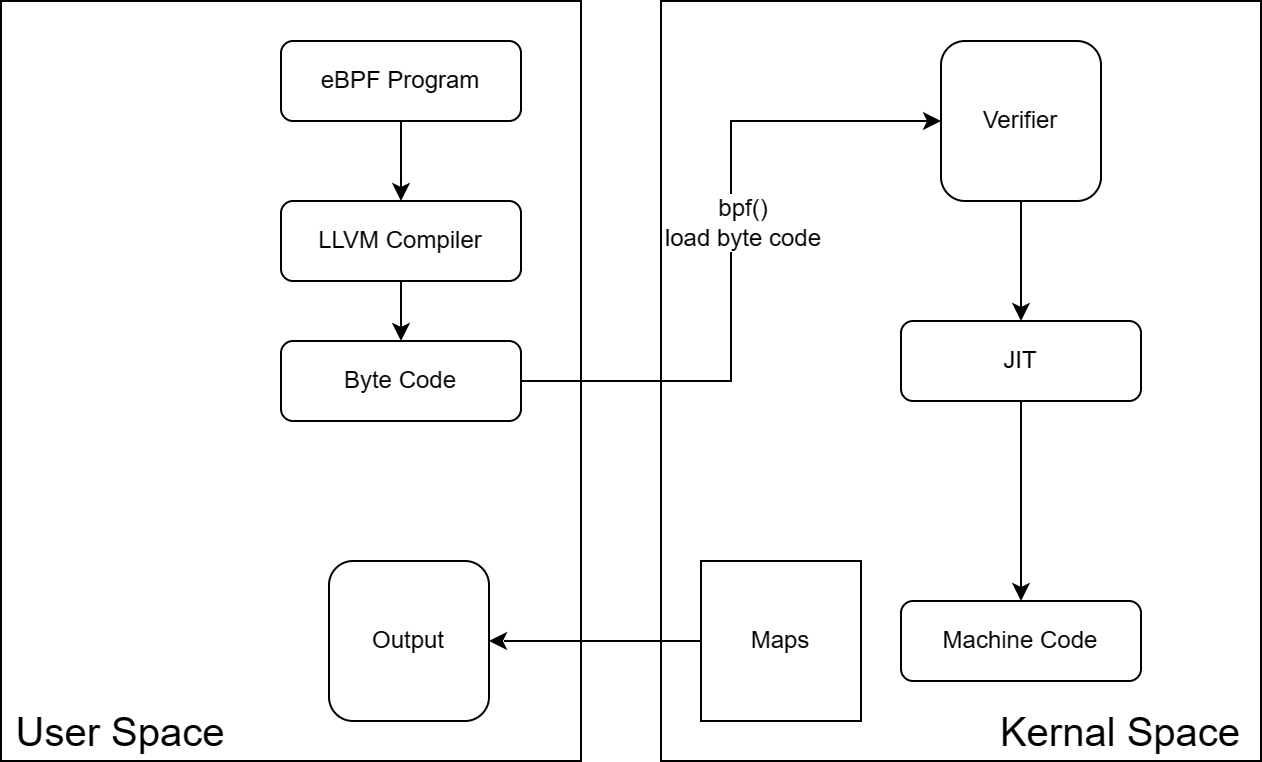 eBPF Program
LLVM Compiler
Byte Code
bpf()
load byte code
Verifier
JIT
Machine Code
Maps
Output
User Space
Kernal Space